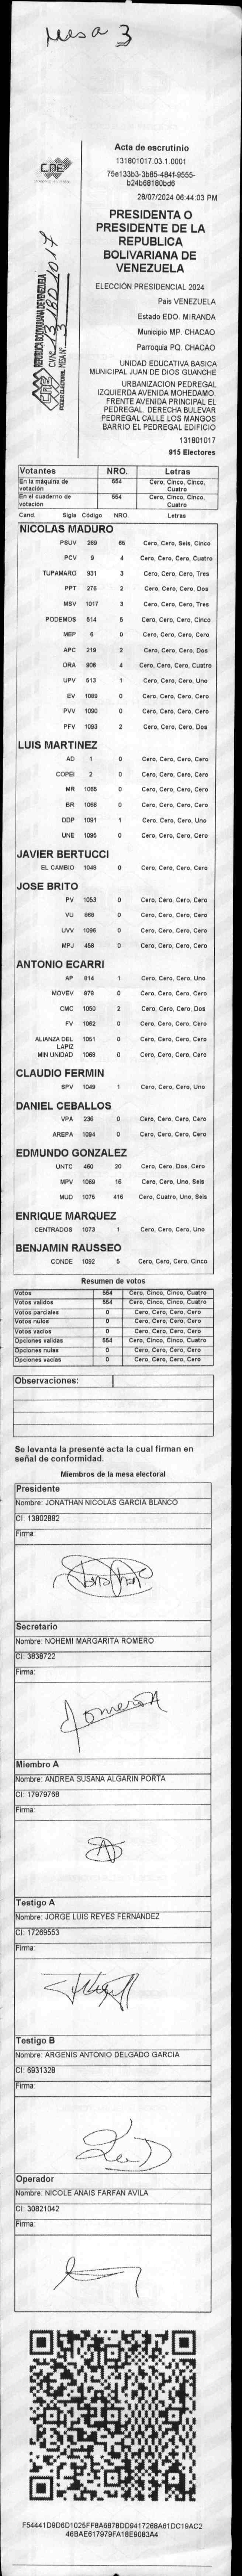 Mesa 3
CNE
Acta de escrutinio
131801017.03.1.0001
75e133b3-3b85-484f-9555-
b24b68180bd6
28/07/2024 06:44:03 PM
PRESIDENTA O
PRESIDENTE DE LA
REPUBLICA
BOLIVARIANA DE
VENEZUELA
ELECCIÓN PRESIDENCIAL 2024
País VENEZUELA
Estado EDO. MIRANDA
Municipio MP. CHACAO
Parroquia PQ. CHACAO
UNIDAD EDUCATIVA BASICA
MUNICIPAL JUAN DE DIOS GUANCHE
URBANIZACION PEDREGAL
IZQUIERDA AVENIDA MOHEDAMO.
FRENTE AVENIDA PRINCIPAL EL
PEDREGAL. DERECHA BULEVAR
PEDREGAL CALLE LOS MANGOS
BARRIO EL PEDREGAL EDIFICIO
131801017
915 Electores
Votantes NRO. Letras
En la máquina de votación 554 Cero, Cinco, Cinco, Cuatro
En el cuaderno de votación 554 Cero, Cinco, Cinco, Cuatro
Cand. Sigla Código NRO. Letras
NICOLAS MADURO
PSUV 269 65 Cero, Cero, Seis, Cinco
PCV 9 4 Cero, Cero, Cero, Cuatro
TUPAMARO 931 3 Cero, Cero, Cero, Tres
PPT 276 2 Cero, Cero, Cero, Dos
MSV 1017 3 Cero, Cero, Cero, Tres
PODEMOS 514 5 Cero, Cero, Cero, Cinco
MEP 6 0 Cero, Cero, Cero, Cero
APC 219 2 Cero, Cero, Cero, Dos
ORA 906 4 Cero, Cero, Cero, Cuatro
UPV 513 1 Cero, Cero, Cero, Uno
EV 1089 0 Cero, Cero, Cero, Cero
PVV 1090 0 Cero, Cero, Cero, Cero
PFV 1093 2 Cero, Cero, Cero, Dos
LUIS MARTINEZ
AD 1 0 Cero, Cero, Cero, Cero
COPEI 2 0 Cero, Cero, Cero, Cero
MR 1065 0 Cero, Cero, Cero, Cero
BR 1066 0 Cero, Cero, Cero, Cero
DDP 1091 1 Cero, Cero, Cero, Uno
UNE 1095 0 Cero, Cero, Cero, Cero
JAVIER BERTUCCI
EL CAMBIO 1048 0 Cero, Cero, Cero, Cero
JOSE BRITO
PV 1053 0 Cero, Cero, Cero, Cero
VU 868 0 Cero, Cero, Cero, Cero
UVV 1096 0 Cero, Cero, Cero, Cero
MPJ 458 0 Cero, Cero, Cero, Cero
ANTONIO ECARRI
AP 814 1 Cero, Cero, Cero, Uno
MOVEV 878 0 Cero, Cero, Cero, Cero
CMC 1050 2 Cero, Cero, Cero, Dos
FV 1062 0 Cero, Cero, Cero, Cero
ALIANZA DEL LAPIZ 1051 0 Cero, Cero, Cero, Cero
MIN UNIDAD 1068 0 Cero, Cero, Cero, Cero
CLAUDIO FERMIN
SPV 1049 1 Cero, Cero, Cero, Uno
DANIEL CEBALLOS
VPA 236 0 Cero, Cero, Cero, Cero
AREPA 1094 0 Cero, Cero, Cero, Cero
EDMUNDO GONZALEZ
UNTC 460 20 Cero, Cero, Dos, Cero
MPV 1069 16 Cero, Cero, Uno, Seis
MUD 1075 416 Cero, Cuatro, Uno, Seis
ENRIQUE MARQUEZ
CENTRADOS 1073 1 Cero, Cero, Cero, Uno
BENJAMIN RAUSSEO
CONDE 1092 5 Cero, Cero, Cero, Cinco
Resumen de votos
Votos 554 Cero, Cinco, Cinco, Cuatro
Votos validos 554 Cero, Cinco, Cinco, Cuatro
Votos parciales 0 Cero, Cero, Cero, Cero
Votos nulos 0 Cero, Cero, Cero, Cero
Votos vacíos 0 Cero, Cero, Cero, Cero
Opciones validas 554 Cero, Cinco, Cinco, Cuatro
Opciones nulas 0 Cero, Cero, Cero, Cero
Opciones vacias 0 Cero, Cero, Cero, Cero
Observaciones:
Se levanta la presente acta la cual firman en
señal de conformidad.
Miembros de la mesa electoral
Presidente
Nombre: JONATHAN NICOLAS GARCIA BLANCO
CI: 13802882
Firma:
Secretario
Nombre: NOHEMI MARGARITA ROMERO
CI: 3838722
Firma:
Miembro A
Nombre: ANDREA SUSANA ALGARIN PORTA
CI: 17979768
Firma:
Testigo A
Nombre: JORGE LUIS REYES FERNANDEZ
CI: 17269553
Firma:
Testigo B
Nombre: ARGENIS ANTONIO DELGADO GARCIA
CI: 6931328
Firma:
Operador
Nombre: NICOLE ANAIS FARFAN AVILA
CI: 30821042
Firma:
F54441D9D6D1025FF8A6878DD9417268A61DC19AC2
46BAE617979FA18E9083A4